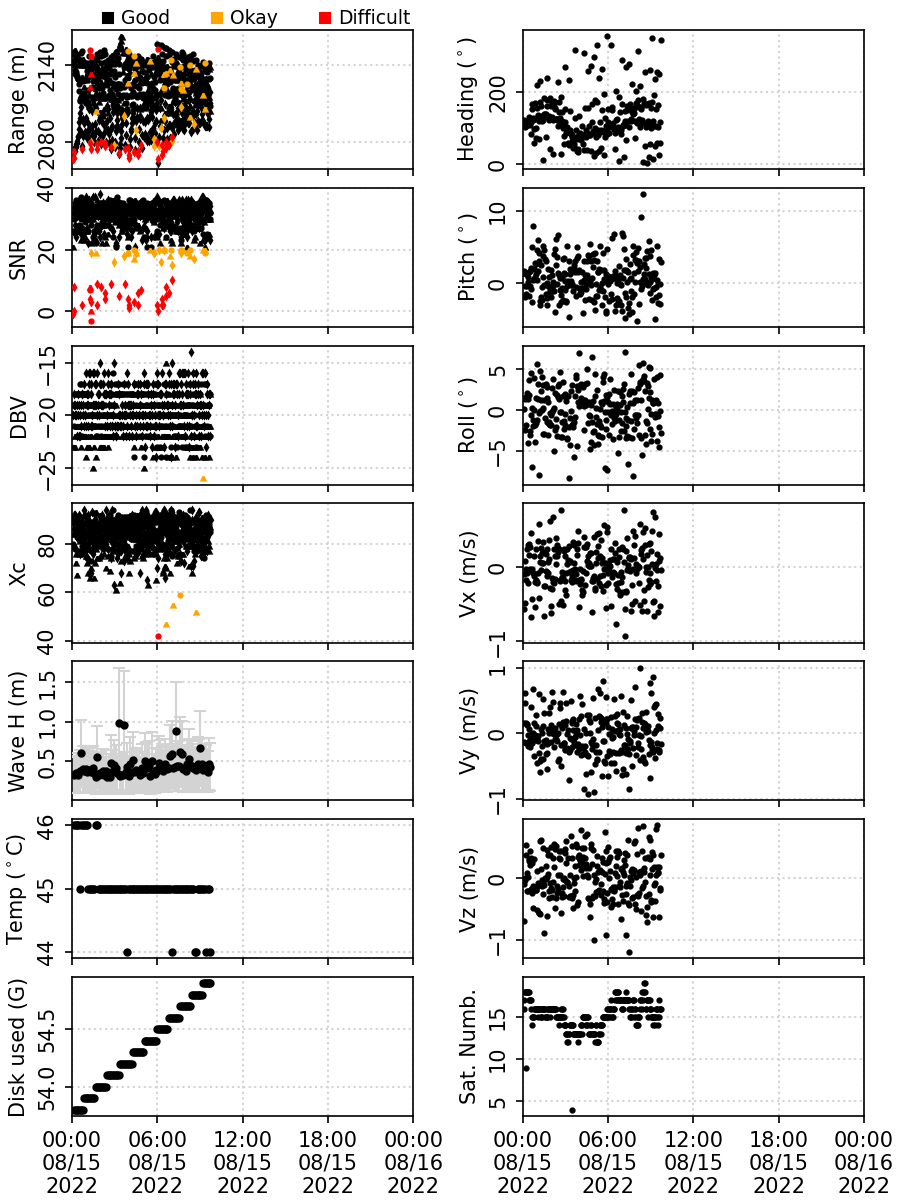 Good Okay Difficult
Range (m)
2140
2080
Heading (°)
200
0
SNR
40
20
0
Pitch (°)
10
0
DBV
−15
−20
−25
Roll (°)
5
0
−5
Xc
80
60
40
Vx (m/s)
0
−1
Wave H (m)
1.5
1.0
0.5
Vy (m/s)
1
0
−1
Temp (°C)
46
45
44
Vz (m/s)
0
−1
Disk used (G)
54.5
54.0
Sat. Numb.
15
10
5
00:00 06:00 12:00 18:00 00:00
08/15 08/15 08/15 08/15 08/16
2022 2022 2022 2022 2022
00:00 06:00 12:00 18:00 00:00
08/15 08/15 08/15 08/15 08/16
2022 2022 2022 2022 2022